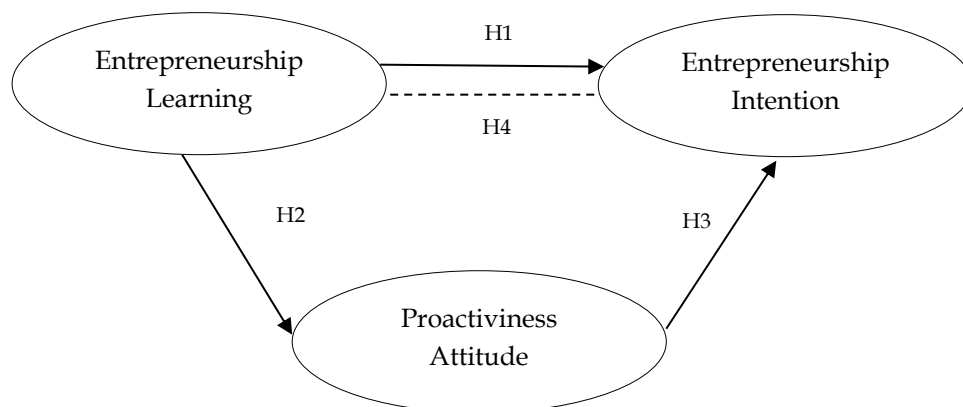 H1
Entrepreneurship
Learning
Entrepreneurship
Intention
H4
H2
H3
Proactiviness
Attitude